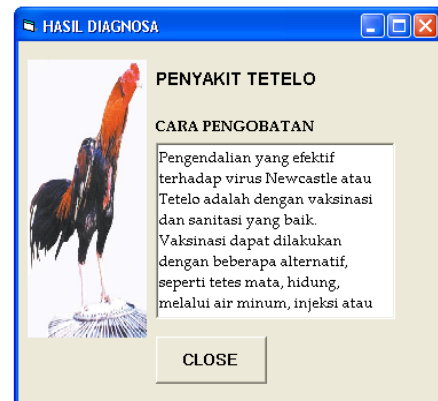 HASIL DIAGNOSA
PENYAKIT TETELO
CARA PENGOBATAN
Pengendalian yang efektif
terhadap virus Newcastle atau
Tetelo adalah dengan vaksinasi
dan sanitasi yang baik.
Vaksinasi dapat dilakukan
dengan beberapa alternatif,
seperti tetes mata, hidung,
melalui air minum, injeksi atau
CLOSE